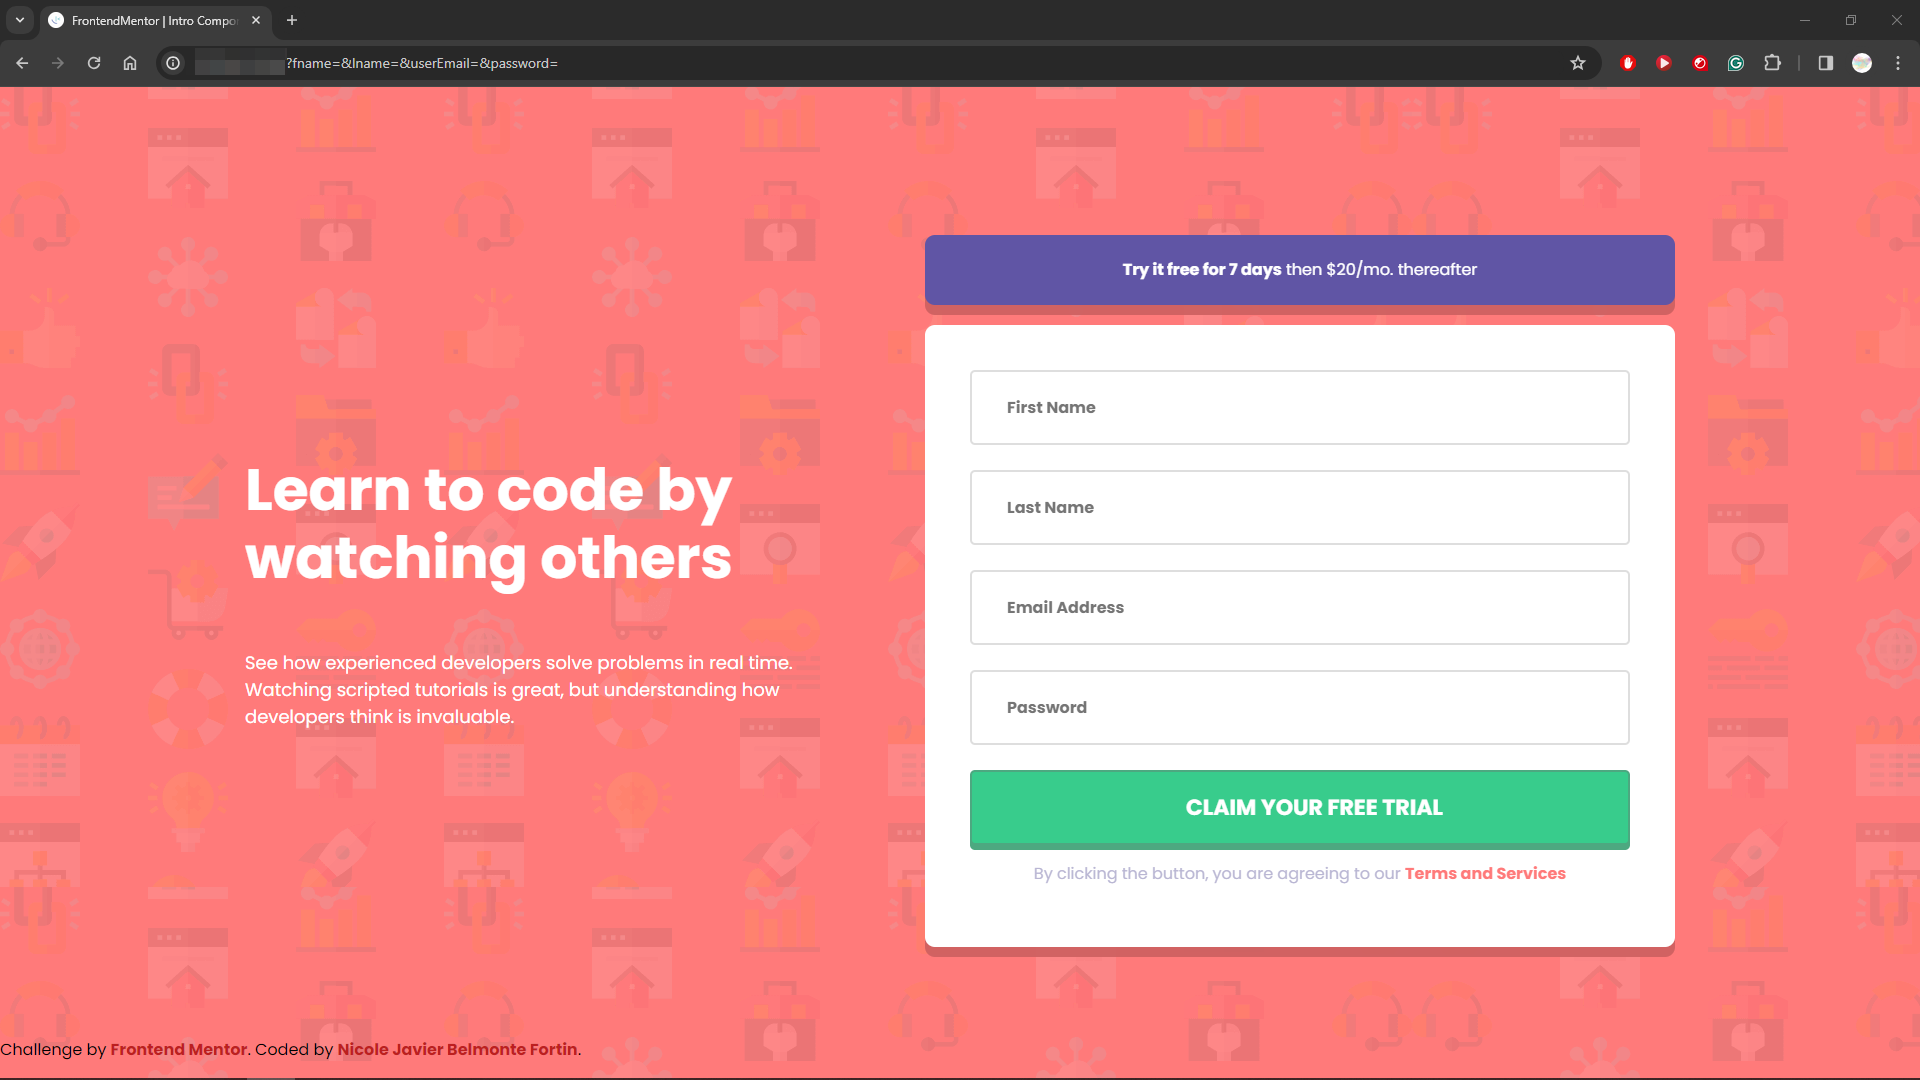 FrontendMentor | Intro Compo
?fname=&lname=&userEmail=&password=
Try it free for 7 days then $20/mo. thereafter
First Name
Last Name
Email Address
Password
CLAIM YOUR FREE TRIAL
By clicking the button, you are agreeing to our Terms and Services
Learn to code by
watching others
See how experienced developers solve problems in real time.
Watching scripted tutorials is great, but understanding how
developers think is invaluable.
Challenge by Frontend Mentor. Coded by Nicole Javier Belmonte Fortin.